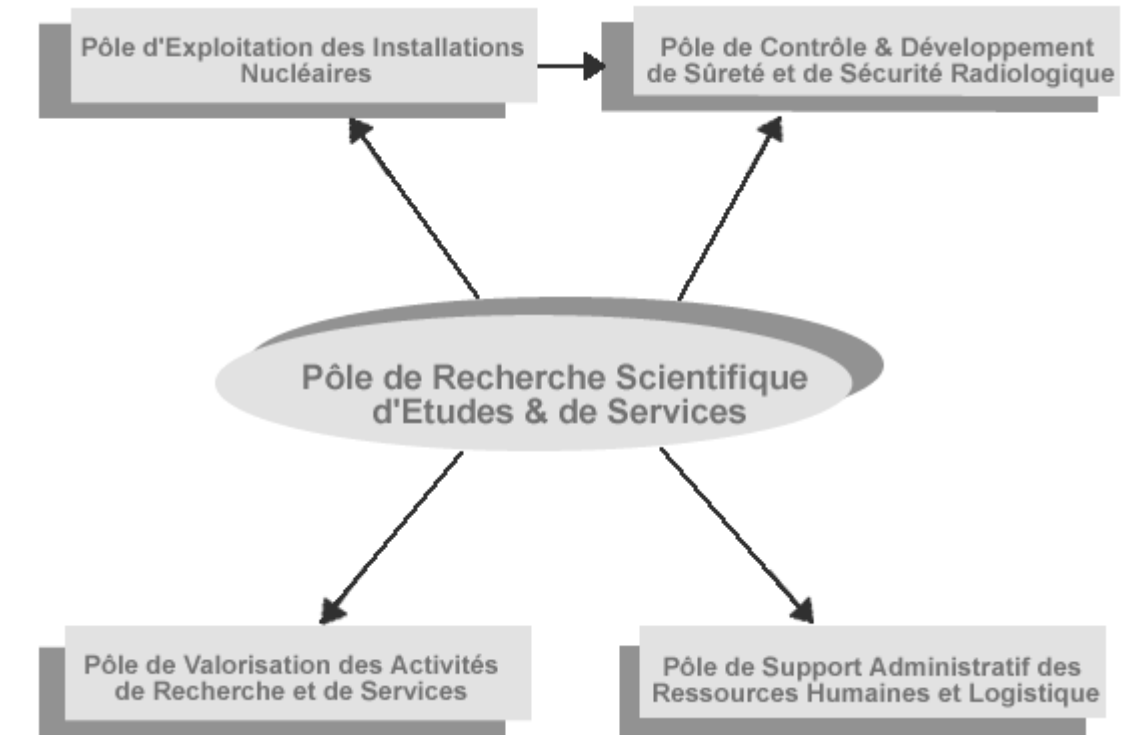 Pôle d'Exploitation des Installations
Nucléaires
Pôle de Contrôle & Développement
de Sûreté et de Sécurité Radiologique
Pôle de Recherche Scientifique
d'Etudes & de Services
Pôle de Valorisation des Activités
de Recherche et de Services
Pôle de Support Administratif des
Ressources Humaines et Logistique